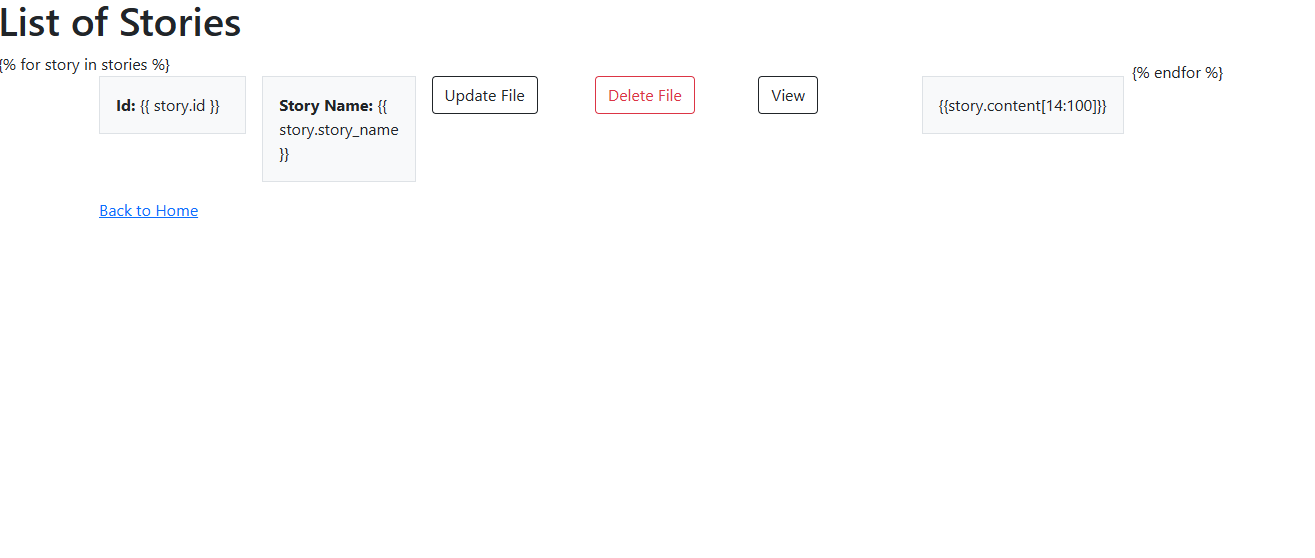 List of Stories
{% for story in stories %}
{% endfor %}
Id: {{ story.id }}
Story Name: {{
story.story_name
}}
Update File
Delete File
View
{{story.content[14:100]}}
Back to Home